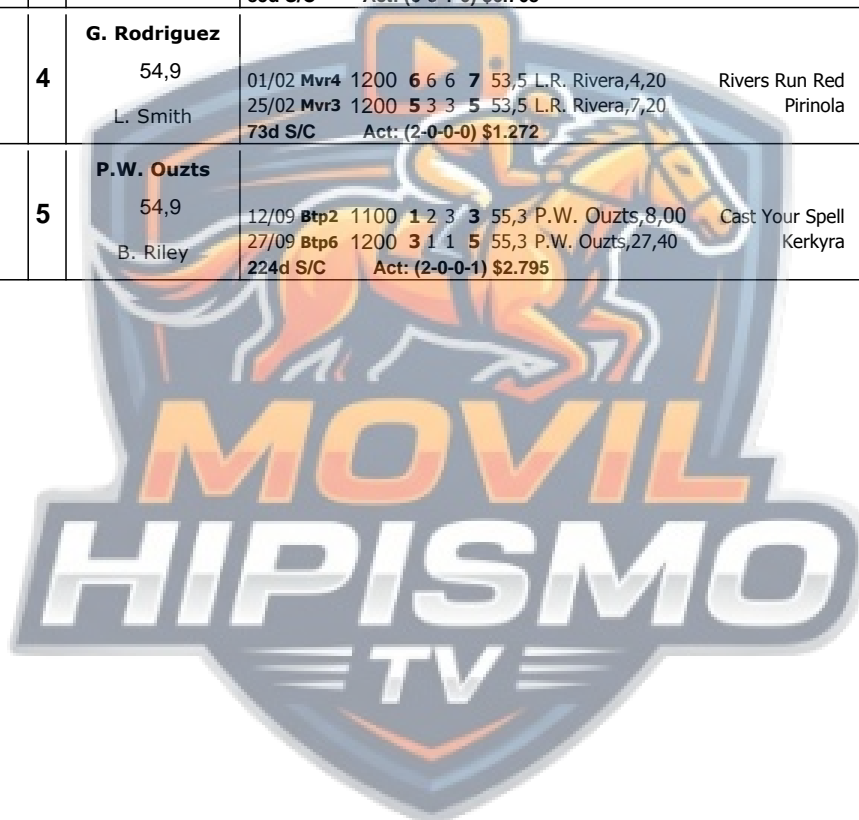 G. Rodriguez
4
54,9
L. Smith
01/02 Mvr4 1200 6 6 6 7 53,5 L.R. Rivera,4,20 Rivers Run Red
25/02 Mvr3 1200 5 3 3 5 53,5 L.R. Rivera,7,20 Pirinola
73d S/C Act: (2-0-0-0) $1.272
P.W. Ouzts
5
54,9
B. Riley
12/09 Btp2 1100 1 2 3 3 55,3 P.W. Ouzts,8,00 Cast Your Spell
27/09 Btp6 1200 3 1 1 5 55,3 P.W. Ouzts,27,40 Kerkyra
224d S/C Act: (2-0-0-1) $2.795
MOVIL
HIPISMO
TV